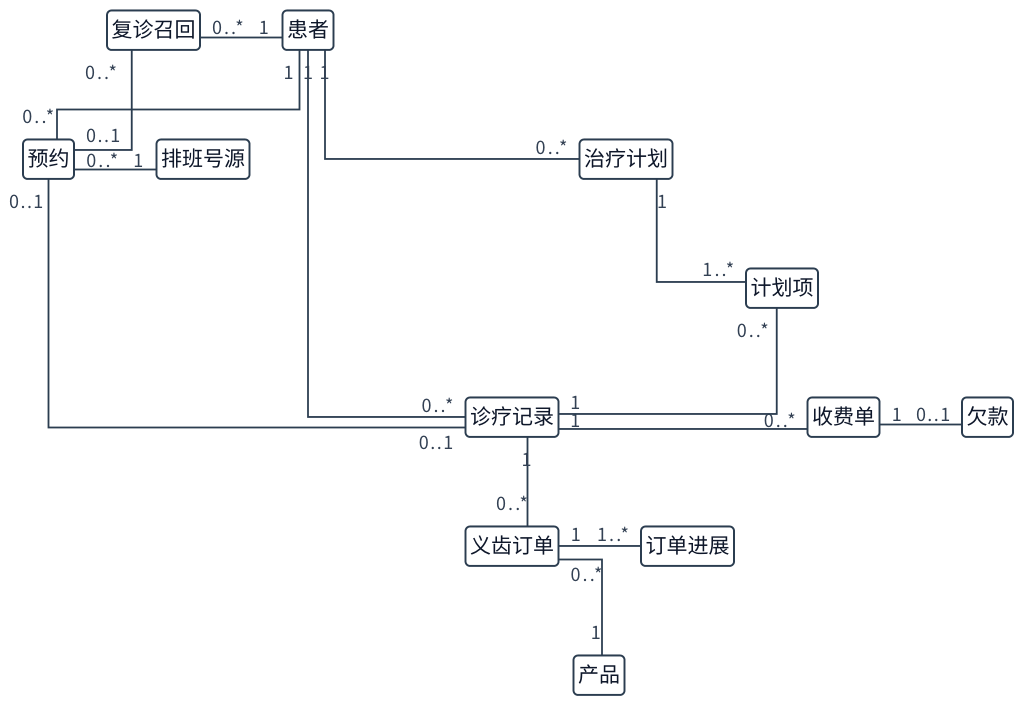 复诊召回 0..* 1 患者
0..* 1 1 1
0..*
0..1 0..*
预约 0..* 1 排班号源 治疗计划
0..1 1
1..*
计划项
0..*
0..* 1
诊疗记录 1 0..* 收费单 1 0..1 欠款
0..1
1
0..*
义齿订单 1 1..* 订单进展
0..*
1
产品